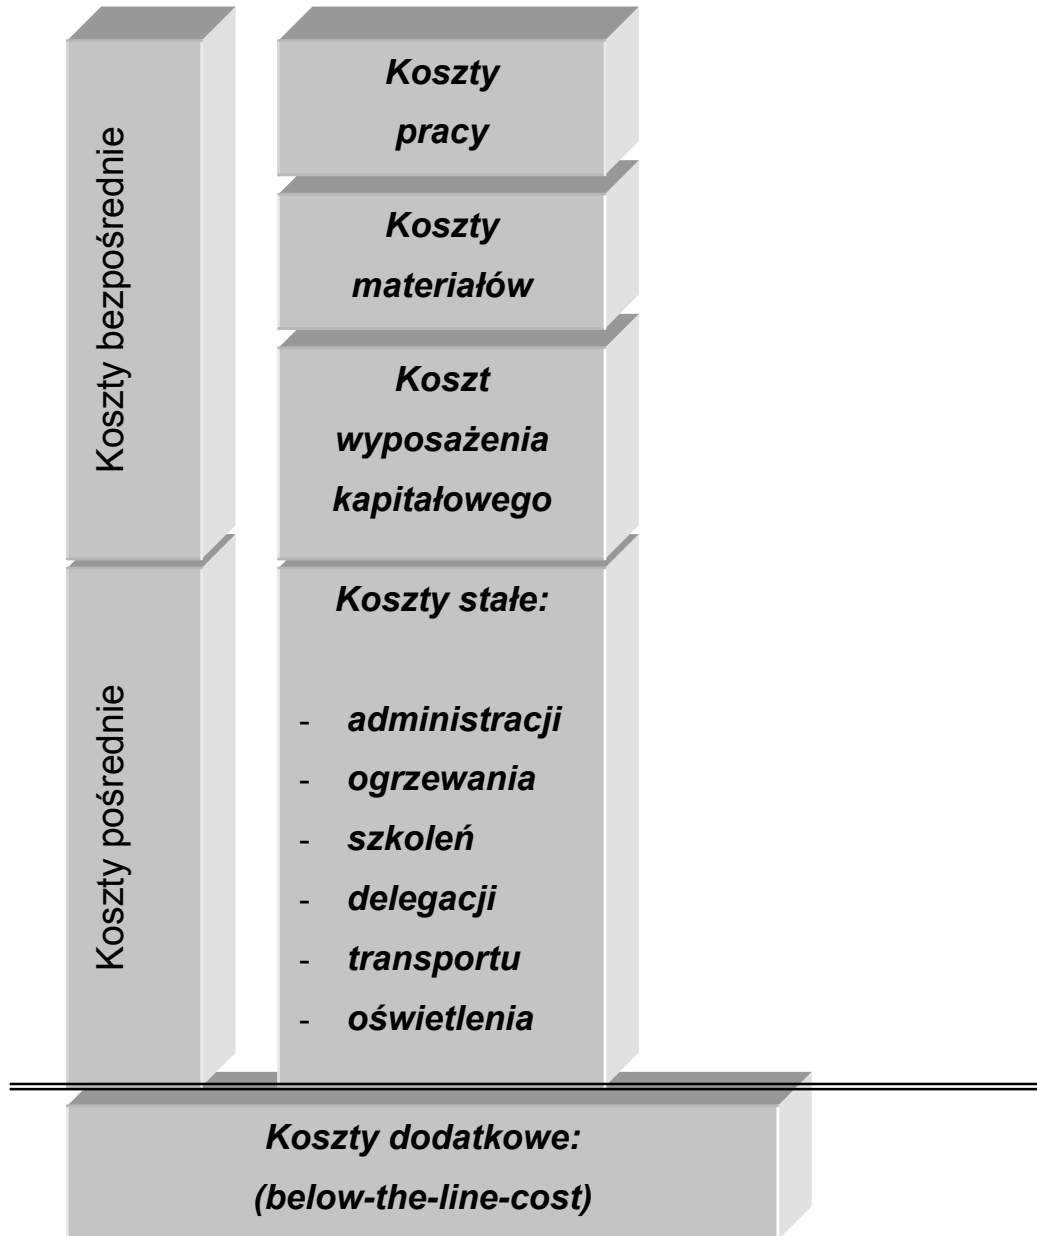 Koszty bezpośrednie
Koszty
pracy
Koszty
materiałów
Koszt
wyposażenia
kapitałowego
Koszty pośrednie
Koszty stałe:
- administracji
- ogrzewania
- szkoleń
- delegacji
- transportu
- oświetlenia
Koszty dodatkowe:
(below-the-line-cost)